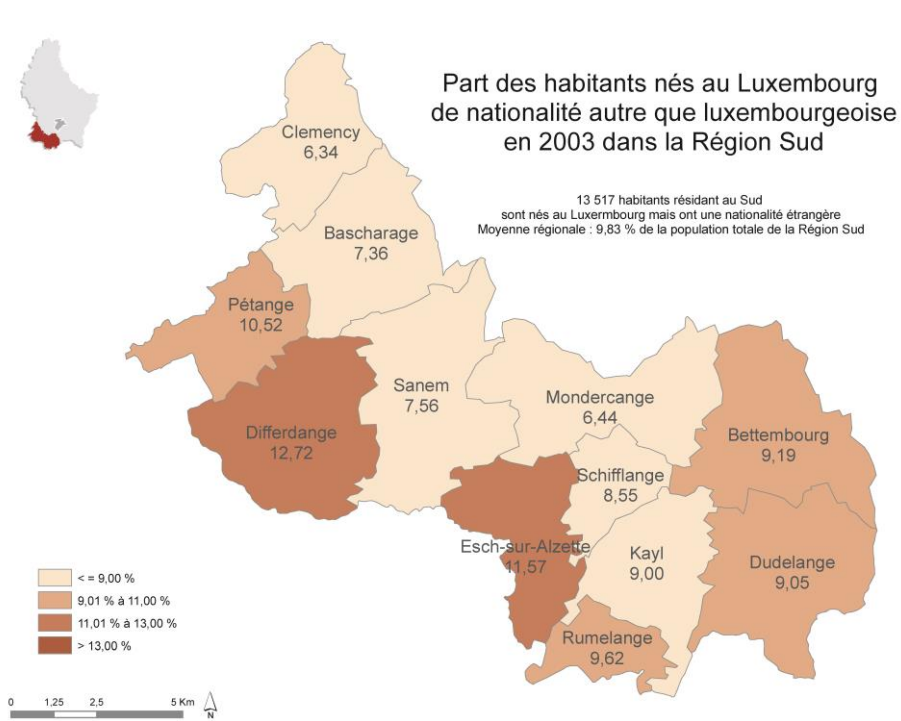 Part des habitants nés au Luxembourg
de nationalité autre que luxembourgeoise
en 2003 dans la Région Sud
13 517 habitants résidant au Sud
sont nés au Luxermbourg mais ont une nationalité étrangère
Moyenne régionale : 9,83 % de la population totale de la Région Sud
Clemency
6,34
Bascharage
7,36
Pétange
10,52
Sanem
7,56
Mondercange
6,44
Differdange
12,72
Bettembourg
9,19
Schifflange
8,55
Esch-sur-Alzette
11,57
Kayl
9,00
Dudelange
9,05
Rumelange
9,62
< = 9,00 %
9,01 % à 11,00 %
11,01 % à 13,00 %
> 13,00 %
0 1,25 2,5 5 Km
N